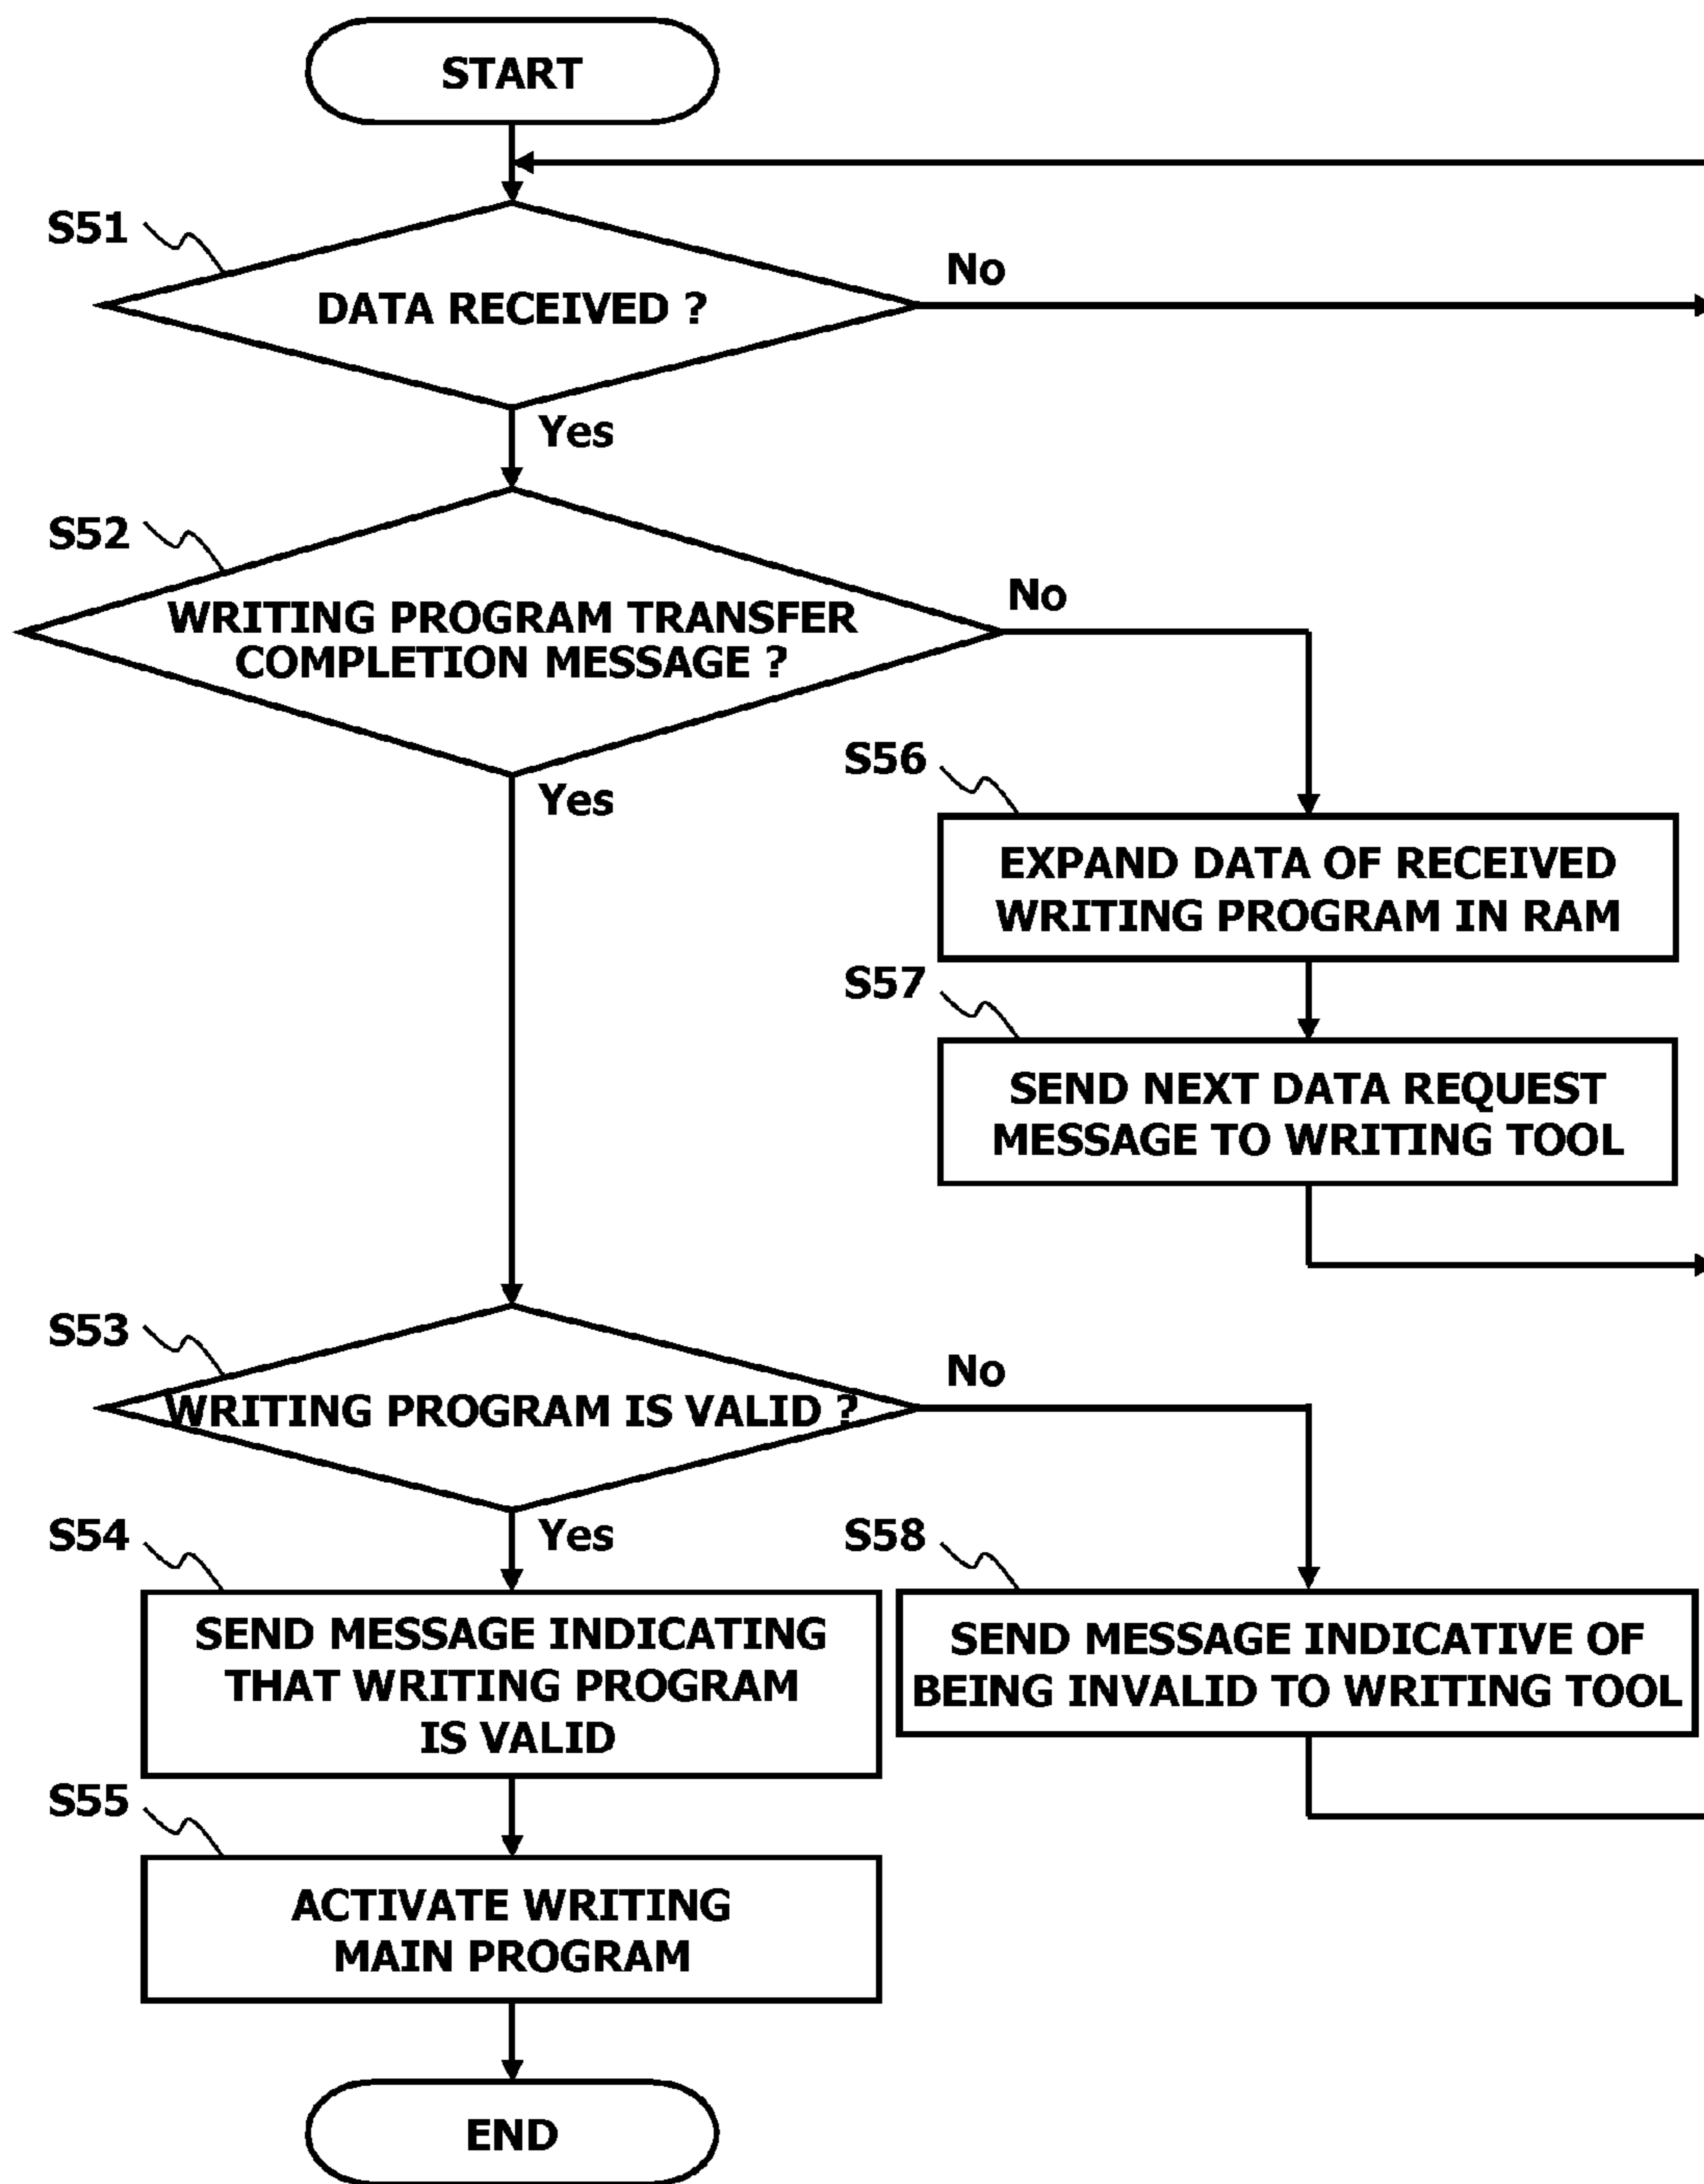 START
S51
DATA RECEIVED ?
No
Yes
S52
WRITING PROGRAM TRANSFER
COMPLETION MESSAGE ?
No
Yes
S56
EXPAND DATA OF RECEIVED
WRITING PROGRAM IN RAM
S57
SEND NEXT DATA REQUEST
MESSAGE TO WRITING TOOL
S53
WRITING PROGRAM IS VALID ?
No
Yes
S54
SEND MESSAGE INDICATING
THAT WRITING PROGRAM
IS VALID
S58
SEND MESSAGE INDICATIVE OF
BEING INVALID TO WRITING TOOL
S55
ACTIVATE WRITING
MAIN PROGRAM
END